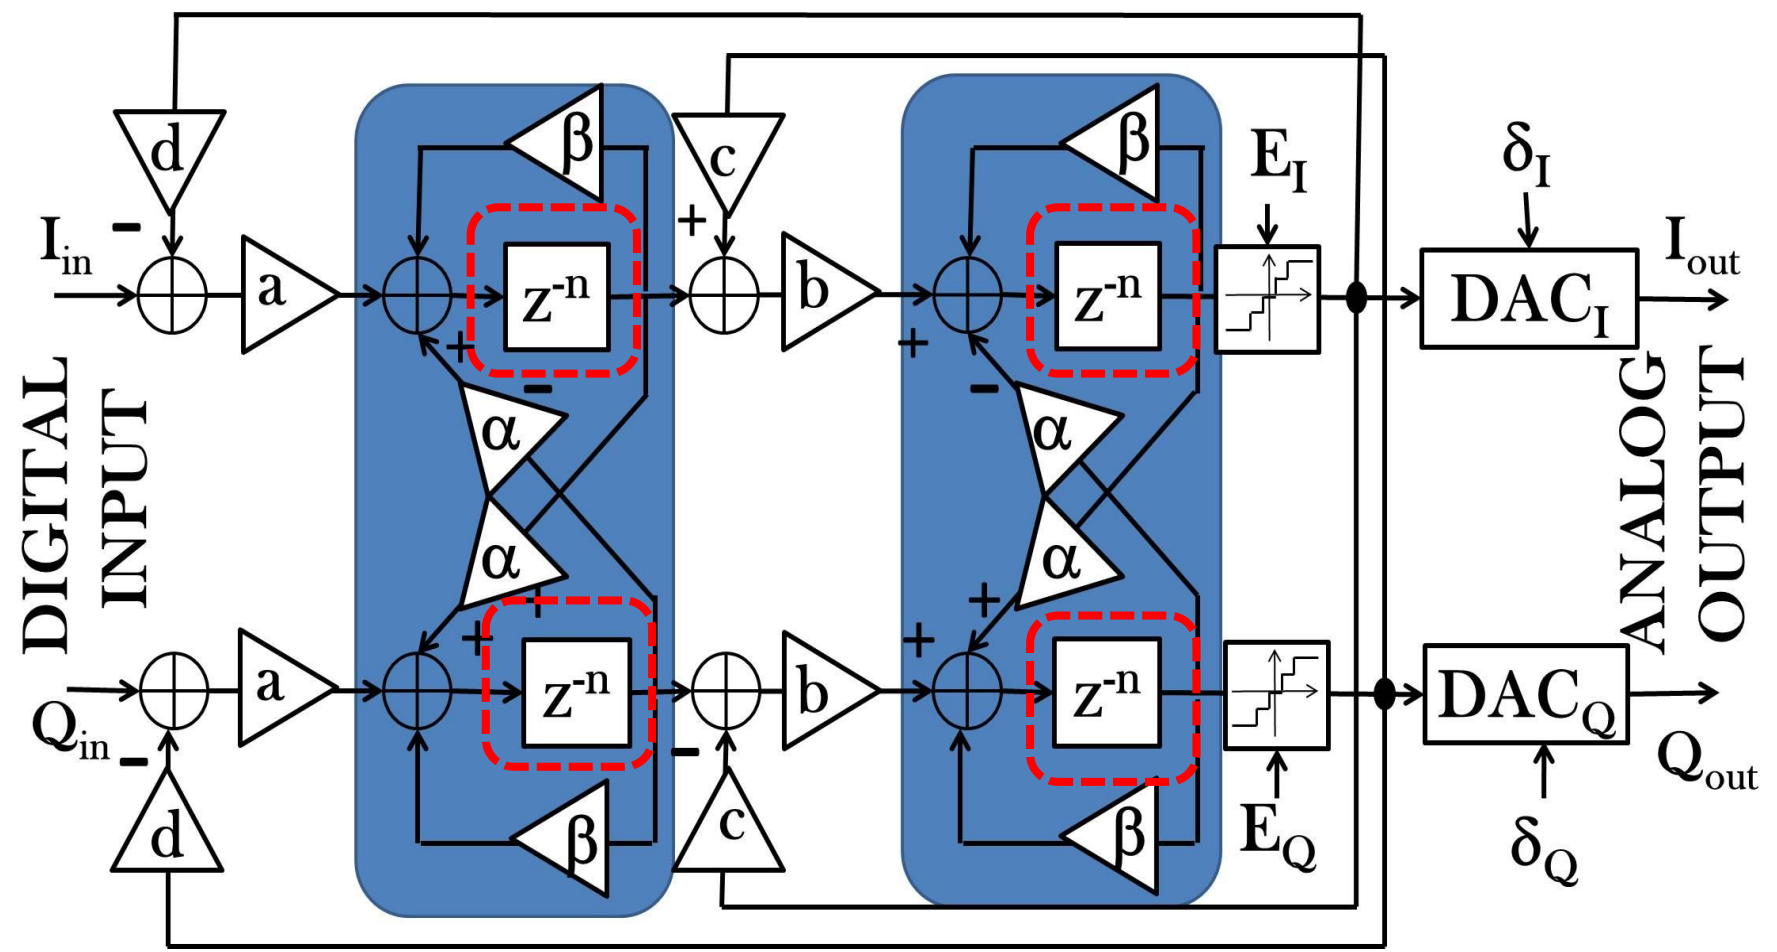 d
β
c
β
E_I
δ_I
I_in
-
a
+
z^-n
+
b
+
z^-n
DAC_I
I_out
-
-
α
α
α
α
+
+
+
+
DIGITAL
INPUT
ANALOG
OUTPUT
Q_in
-
a
z^-n
-
b
z^-n
DAC_Q
Q_out
d
β
c
β
E_Q
δ_Q